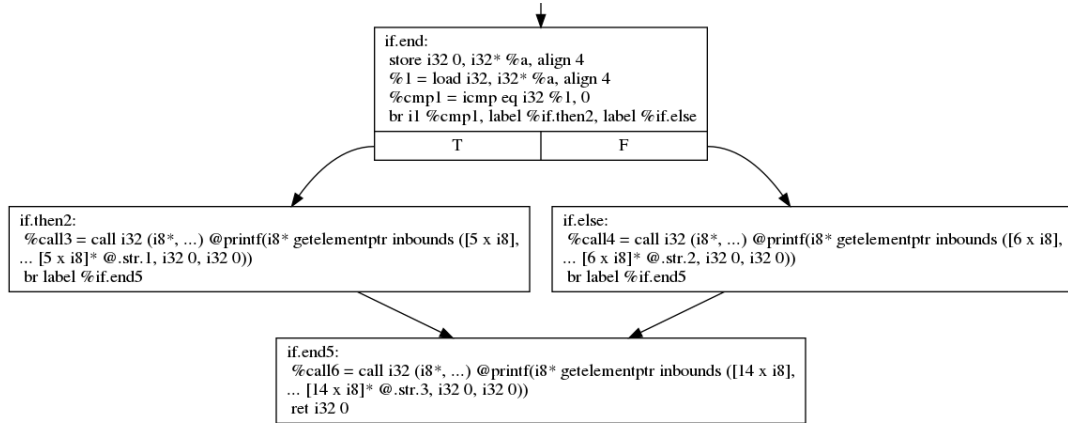 if.end:
store i32 0, i32* %a, align 4
%1 = load i32, i32* %a, align 4
%cmp1 = icmp eq i32 %1, 0
br i1 %cmp1, label %if.then2, label %if.else
T
F
if.then2:
%call3 = call i32 (i8*, ...) @printf(i8* getelementptr inbounds ([5 x i8],
... [5 x i8]* @.str.1, i32 0, i32 0))
br label %if.end5
if.else:
%call4 = call i32 (i8*, ...) @printf(i8* getelementptr inbounds ([6 x i8],
... [6 x i8]* @.str.2, i32 0, i32 0))
br label %if.end5
if.end5:
%call6 = call i32 (i8*, ...) @printf(i8* getelementptr inbounds ([14 x i8],
... [14 x i8]* @.str.3, i32 0, i32 0))
ret i32 0